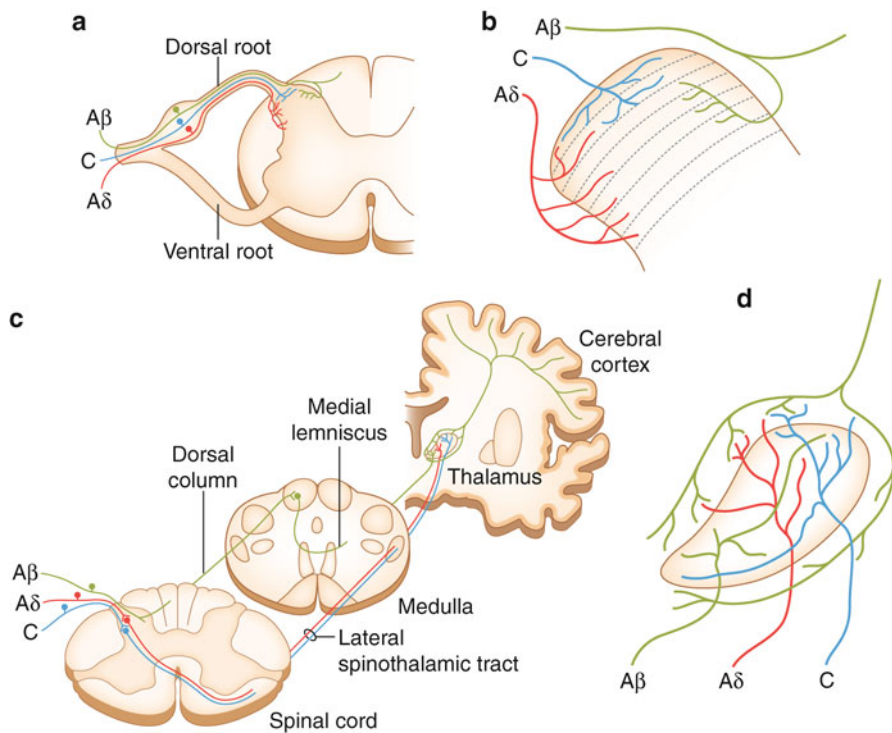 a
Dorsal root
Aβ
C
Aδ
Ventral root
b
Aβ
C
Aδ
c
Cerebral
cortex
Medial
lemniscus
Dorsal
column
Thalamus
Aβ
Aδ
C
Medulla
Lateral
spinothalamic tract
Spinal cord
d
Aβ
Aδ
C